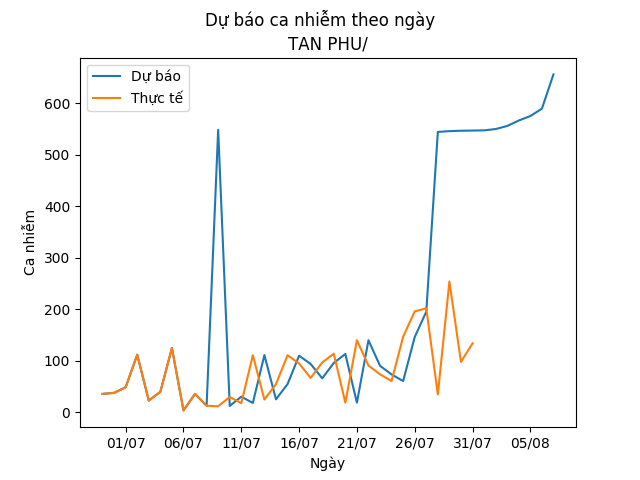 Dự báo ca nhiễm theo ngày
TAN PHU/
Dự báo
Thực tế
600
500
400
300
200
100
0
Ca nhiễm
01/07 06/07 11/07 16/07 21/07 26/07 31/07 05/08
Ngày